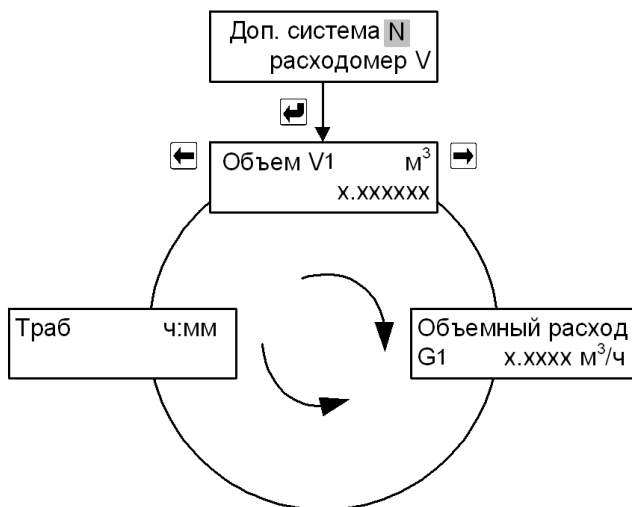 Доп. система N
расходомер V
Объем V1 м³
x.xxxxxx
Траб ч:мм
Объемный расход
G1 x.xxxx м³/ч